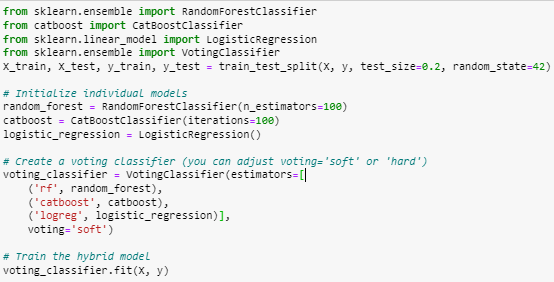 from sklearn.ensemble import RandomForestClassifier
from catboost import CatBoostClassifier
from sklearn.linear_model import LogisticRegression
from sklearn.ensemble import VotingClassifier
X_train, X_test, y_train, y_test = train_test_split(X, y, test_size=0.2, random_state=42)

# Initialize individual models
random_forest = RandomForestClassifier(n_estimators=100)
catboost = CatBoostClassifier(iterations=100)
logistic_regression = LogisticRegression()

# Create a voting classifier (you can adjust voting='soft' or 'hard')
voting_classifier = VotingClassifier(estimators=[
    ('rf', random_forest),
    ('catboost', catboost),
    ('logreg', logistic_regression)],
    voting='soft')

# Train the hybrid model
voting_classifier.fit(X, y)